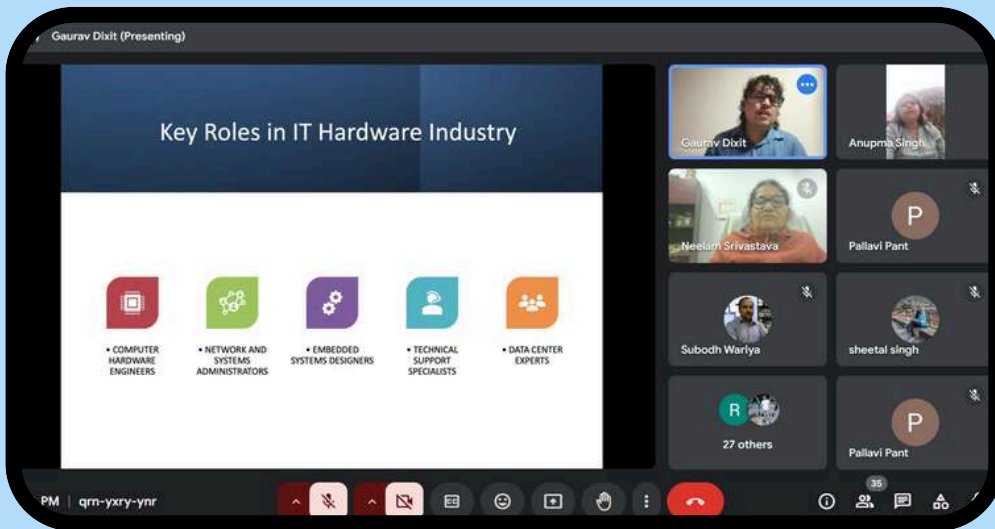 Gaurav Dixit (Presenting)
Key Roles in IT Hardware Industry
• COMPUTER
HARDWARE
ENGINEERS
• NETWORK AND
SYSTEMS
ADMINISTRATORS
• EMBEDDED
SYSTEMS DESIGNERS
• TECHNICAL
SUPPORT
SPECIALISTS
• DATA CENTER
EXPERTS
Gaurav Dixit
Anupma Singh
Neelam Srivastava
P
Pallavi Pant
Subodh Wariya
sheetal singh
R
27 others
P
Pallavi Pant
PM | qrn-yxry-ynr
CC
35